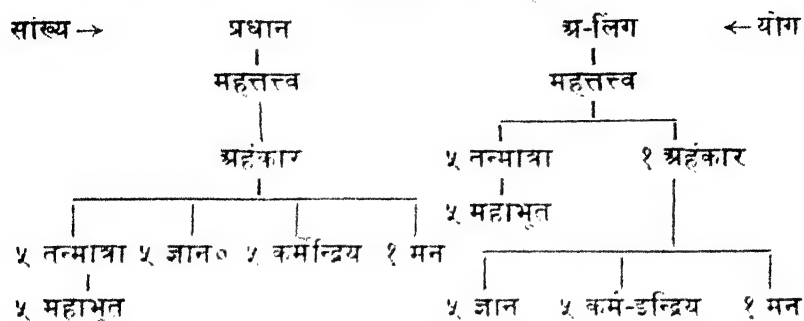 सांख्य → प्रधान अ-लिंग ← योग
महत्तत्त्व महत्तत्त्व
अहंकार ५ तन्मात्रा १ अहंकार
५ महाभूत
५ तन्मात्रा ५ ज्ञान० ५ कर्मेन्द्रिय १ मन
५ महाभूत ५ ज्ञान ५ कर्म-इन्द्रिय १ मन